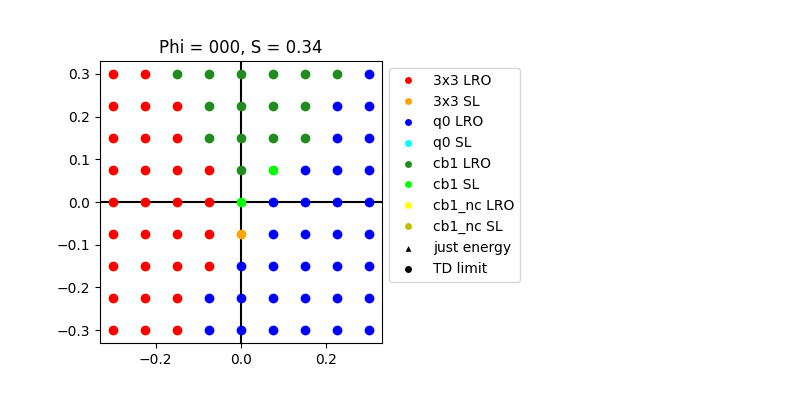 Phi = 000, S = 0.34
0.3
0.2
0.1
0.0
−0.1
−0.2
−0.3
−0.2
0.0
0.2
3x3 LRO
3x3 SL
q0 LRO
q0 SL
cb1 LRO
cb1 SL
cb1_nc LRO
cb1_nc SL
just energy
TD limit